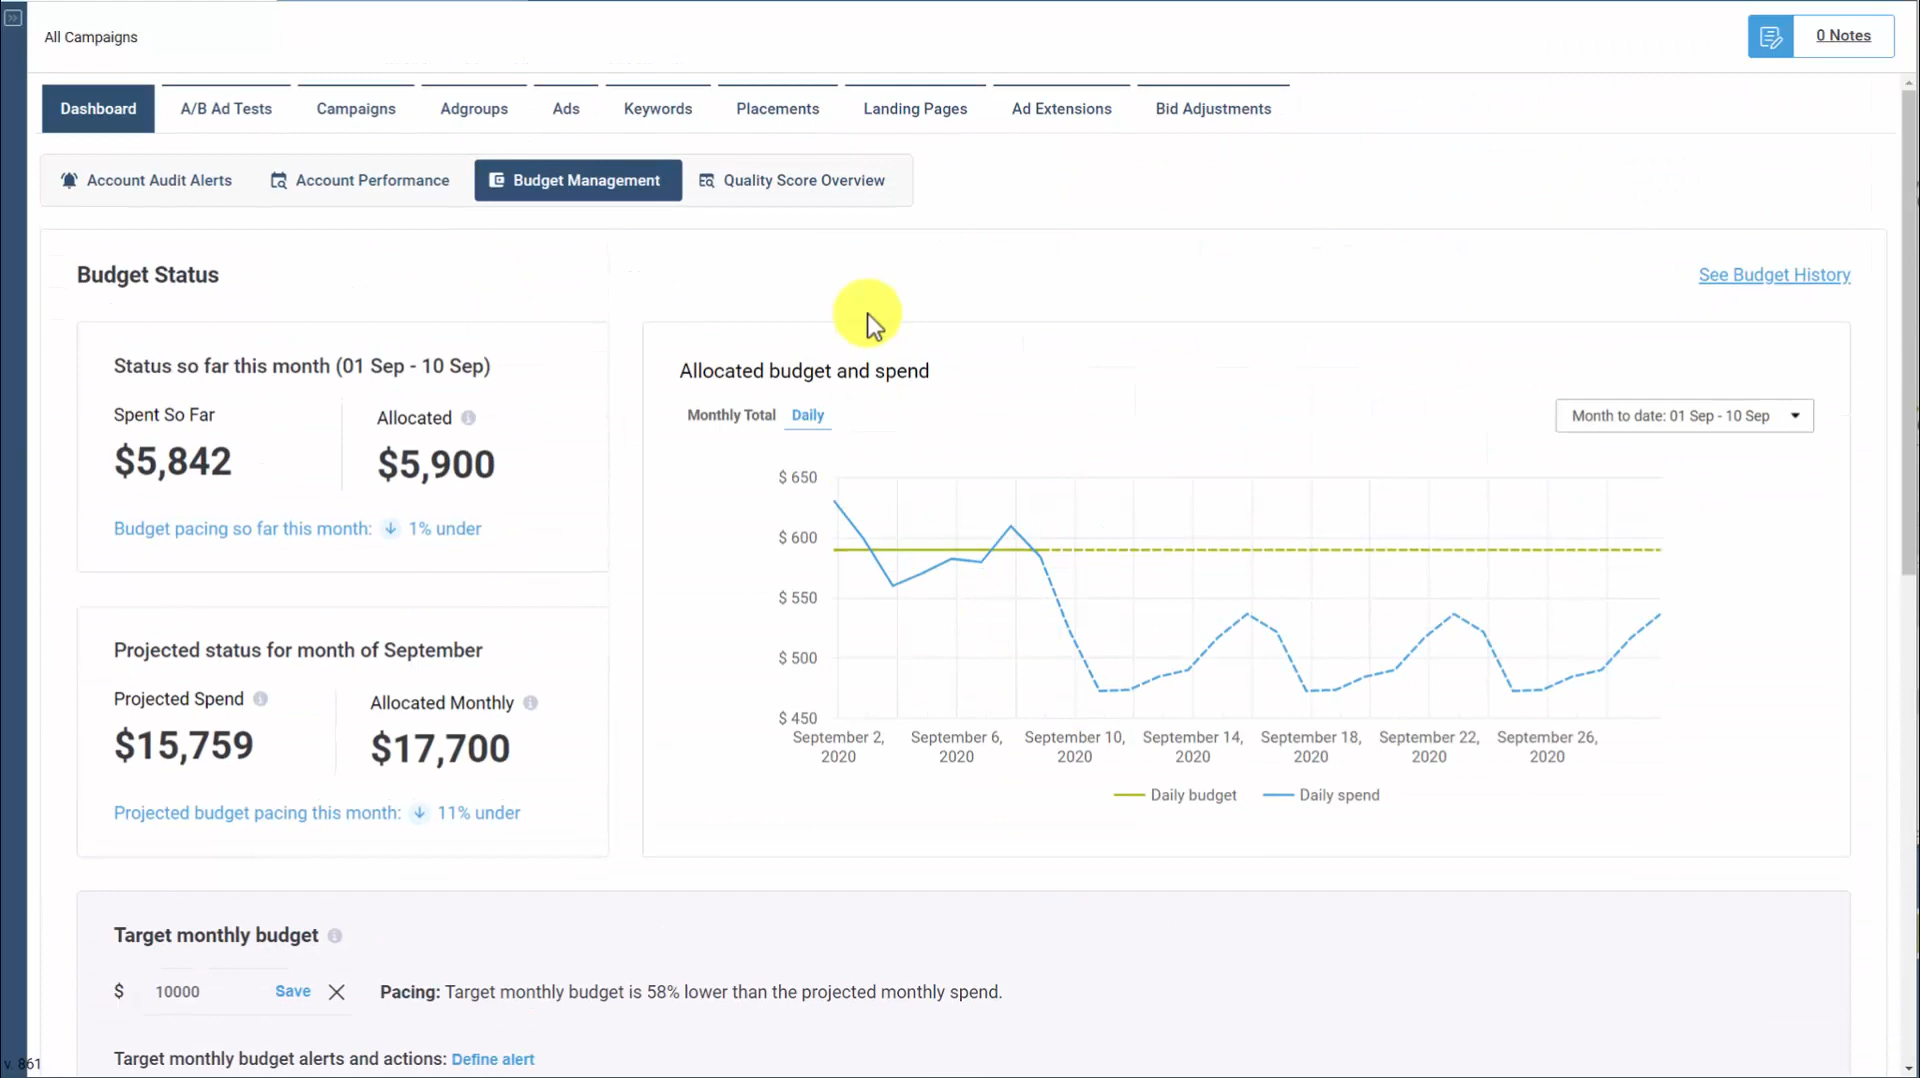 All Campaigns
0 Notes
Dashboard
A/B Ad Tests
Campaigns
Adgroups
Ads
Keywords
Placements
Landing Pages
Ad Extensions
Bid Adjustments
Account Audit Alerts
Account Performance
Budget Management
Quality Score Overview
Budget Status
See Budget History
Status so far this month (01 Sep - 10 Sep)
Spent So Far
Allocated
$5,842
$5,900
Budget pacing so far this month: 1% under
Projected status for month of September
Projected Spend
Allocated Monthly
$15,759
$17,700
Projected budget pacing this month: 11% under
Allocated budget and spend
Monthly Total
Daily
Month to date: 01 Sep - 10 Sep
$ 650
$ 600
$ 550
$ 500
$ 450
September 2,
2020
September 6,
2020
September 10,
2020
September 14,
2020
September 18,
2020
September 22,
2020
September 26,
2020
Daily budget
Daily spend
Target monthly budget
$ 10000 Save
Pacing: Target monthly budget is 58% lower than the projected monthly spend.
Target monthly budget alerts and actions: Define alert
v. 861